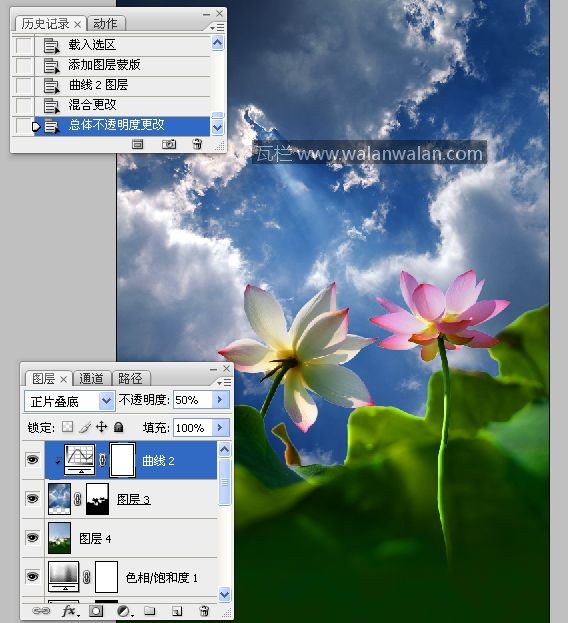 历史记录 × 动作
载入选区
添加图层蒙版
曲线 2 图层
混合更改
总体不透明度更改
瓦栏 www.walanwalan.com
图层 × 通道 路径
正片叠底 不透明度: 50%
锁定: 填充: 100%
曲线 2
图层 3
图层 4
色相/饱和度 1
fx.